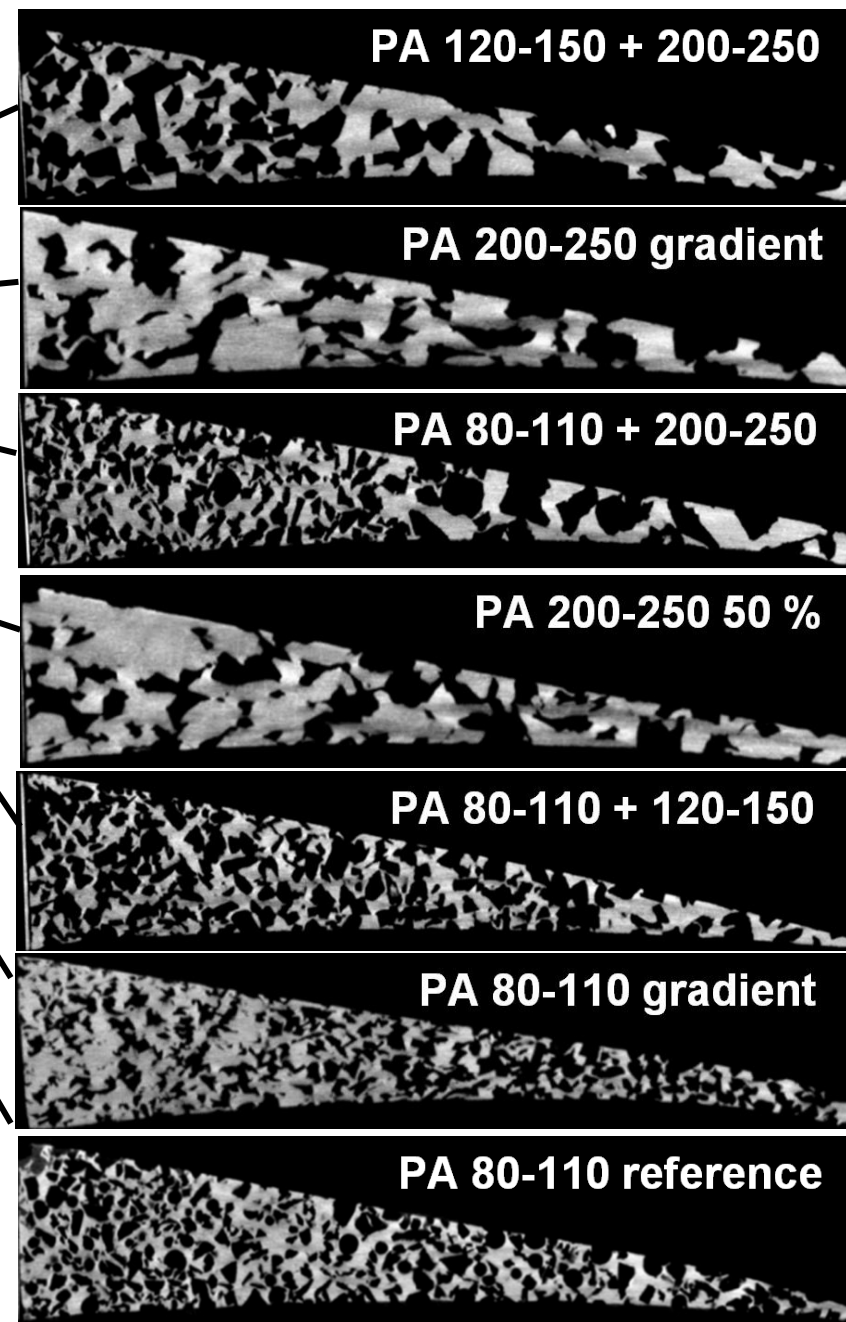 PA 120-150 + 200-250
PA 200-250 gradient
PA 80-110 + 200-250
PA 200-250 50 %
PA 80-110 + 120-150
PA 80-110 gradient
PA 80-110 reference